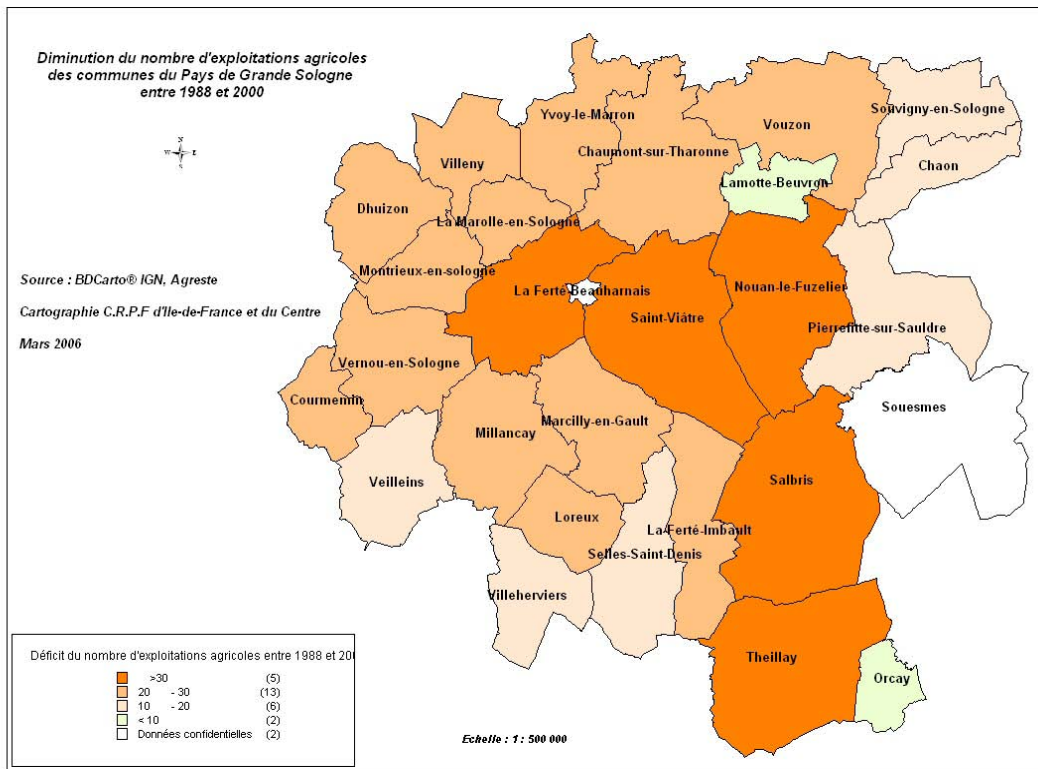 Diminution du nombre d'exploitations agricoles
des communes du Pays de Grande Sologne
entre 1988 et 2000
N
W E
S
Souvigny-en-Sologne
Yvoy-le-Marron
Vouzon
Chaumont-sur-Tharonne
Villeny
Chaon
Lamotte-Beuvron
Dhuizon
La Marolle-en-Sologne
Montrieux-en-sologne
Source : BDCarto® IGN, Agreste
La Ferté-Beauharnais
Nouan-le-Fuzelier
Cartographie C.R.P.F d'Ile-de-France et du Centre
Saint-Viâtre
Pierrefitte-sur-Sauldre
Mars 2006
Vernou-en-Sologne
Courmemin
Souesmes
Marcilly-en-Gault
Millancay
Veilleins
Salbris
Loreux
La-Ferté-Imbault
Selles-Saint-Denis
Villeherviers
Theillay
Orcay
Déficit du nombre d'exploitations agricoles entre 1988 et 200
>30 (5)
20 - 30 (13)
10 - 20 (6)
< 10 (2)
Données confidentielles (2)
Echelle : 1 : 500 000